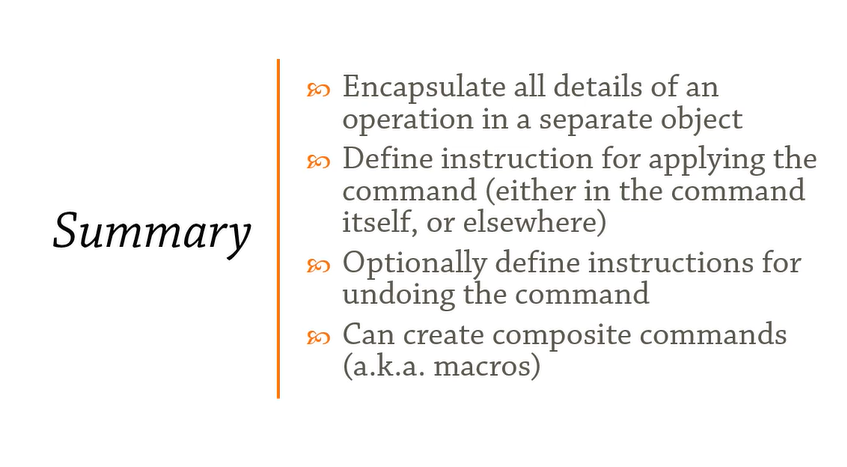 Summary
Encapsulate all details of an
operation in a separate object
Define instruction for applying the
command (either in the command
itself, or elsewhere)
Optionally define instructions for
undoing the command
Can create composite commands
(a.k.a. macros)